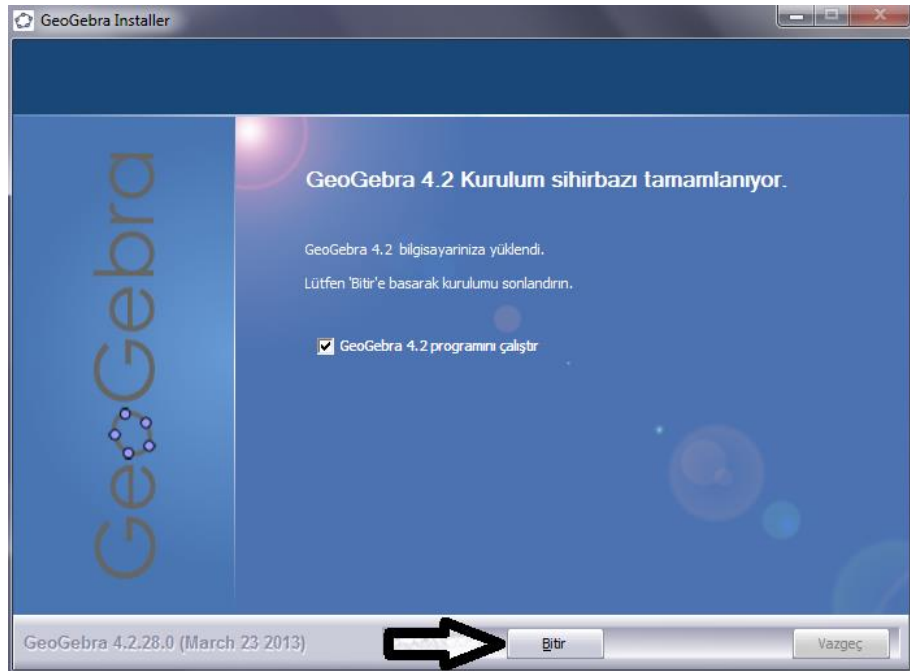 GeoGebra Installer
GeoGebra
GeoGebra 4.2 Kurulum sihirbazı tamamlanıyor.
GeoGebra 4.2 bilgisayariniza yüklendi.
Lütfen 'Bitir'e basarak kurulumu sonlandırın.
GeoGebra 4.2 programını çalıştır
GeoGebra 4.2.28.0 (March 23 2013)
Bitir
Vazgeç